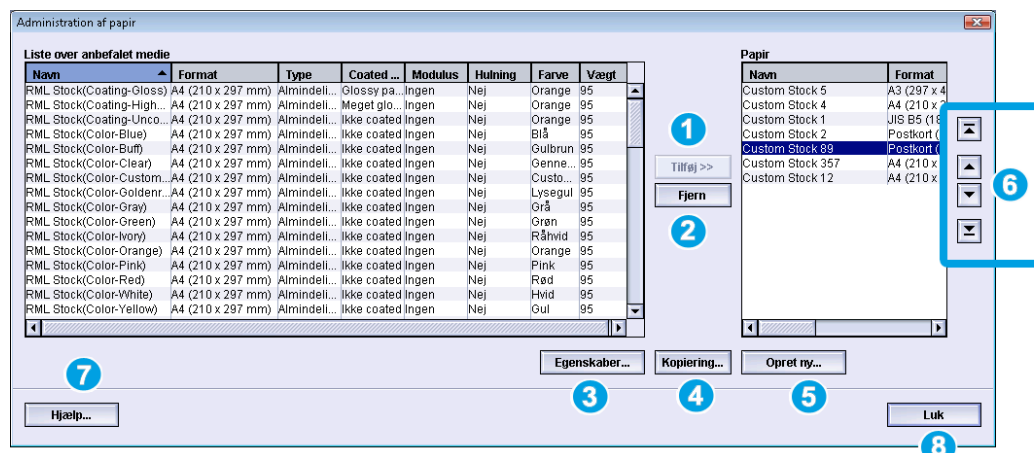 Administration af papir
Liste over anbefalet medie
Navn Format Type Coated ... Modulus Hulning Farve Vægt
RML Stock(Coating-Gloss) A4 (210 x 297 mm) Almindeli... Glossy pa... Ingen Nej Orange 95
RML Stock(Coating-High... A4 (210 x 297 mm) Almindeli... Meget glo... Ingen Nej Orange 95
RML Stock(Coating-Unco... A4 (210 x 297 mm) Almindeli... Ikke coated Ingen Nej Orange 95
RML Stock(Color-Blue) A4 (210 x 297 mm) Almindeli... Ikke coated Ingen Nej Blå 95
RML Stock(Color-Buff) A4 (210 x 297 mm) Almindeli... Ikke coated Ingen Nej Gulbrun 95
RML Stock(Color-Clear) A4 (210 x 297 mm) Almindeli... Ikke coated Ingen Nej Genne... 95
RML Stock(Color-Custom... A4 (210 x 297 mm) Almindeli... Ikke coated Ingen Nej Custo... 95
RML Stock(Color-Goldenr... A4 (210 x 297 mm) Almindeli... Ikke coated Ingen Nej Lysegul 95
RML Stock(Color-Gray) A4 (210 x 297 mm) Almindeli... Ikke coated Ingen Nej Grå 95
RML Stock(Color-Green) A4 (210 x 297 mm) Almindeli... Ikke coated Ingen Nej Grøn 95
RML Stock(Color-Ivory) A4 (210 x 297 mm) Almindeli... Ikke coated Ingen Nej Råhvid 95
RML Stock(Color-Orange) A4 (210 x 297 mm) Almindeli... Ikke coated Ingen Nej Orange 95
RML Stock(Color-Pink) A4 (210 x 297 mm) Almindeli... Ikke coated Ingen Nej Pink 95
RML Stock(Color-Red) A4 (210 x 297 mm) Almindeli... Ikke coated Ingen Nej Rød 95
RML Stock(Color-White) A4 (210 x 297 mm) Almindeli... Ikke coated Ingen Nej Hvid 95
RML Stock(Color-Yellow) A4 (210 x 297 mm) Almindeli... Ikke coated Ingen Nej Gul 95
1
Tilføj >>
Fjern
2
Papir
Navn Format
Custom Stock 5 A3 (297 x 4
Custom Stock 4 A4 (210 x 2
Custom Stock 1 JIS B5 (18
Custom Stock 2 Postkort (
Custom Stock 89 Postkort (
Custom Stock 357 A4 (210 x
Custom Stock 12 A4 (210 x
6
Egenskaber... Kopiering... Opret ny...
7 3 4 5
Hjælp... Luk
8